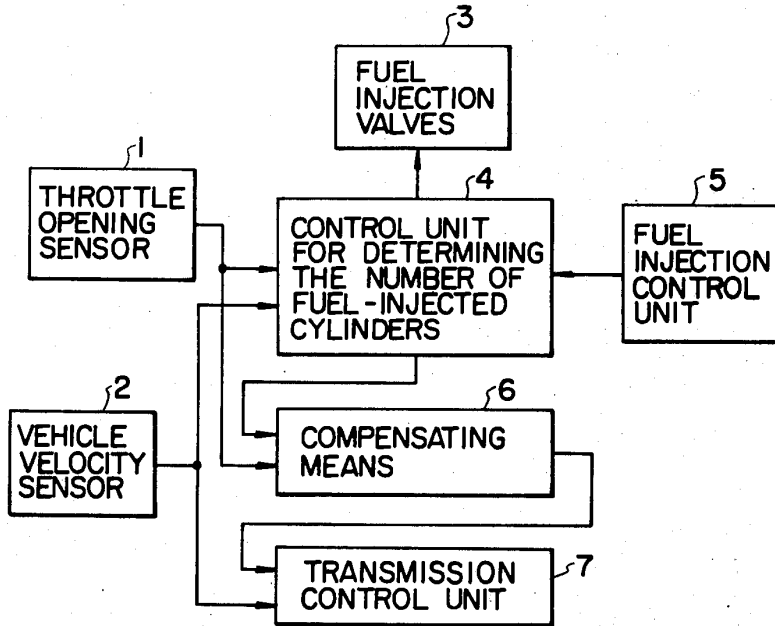 3
FUEL
INJECTION
VALVES
1
THROTTLE
OPENING
SENSOR
4
CONTROL UNIT
FOR DETERMINING
THE NUMBER OF
FUEL-INJECTED
CYLINDERS
5
FUEL
INJECTION
CONTROL
UNIT
2
VEHICLE
VELOCITY
SENSOR
6
COMPENSATING
MEANS
TRANSMISSION
CONTROL UNIT
7